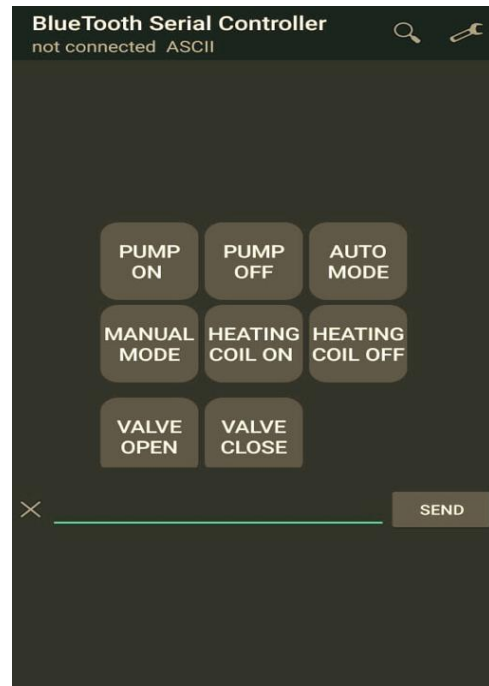 BlueTooth Serial Controller
not connected ASCII
PUMP ON
PUMP OFF
AUTO MODE
MANUAL MODE
HEATING COIL ON
HEATING COIL OFF
VALVE OPEN
VALVE CLOSE
SEND